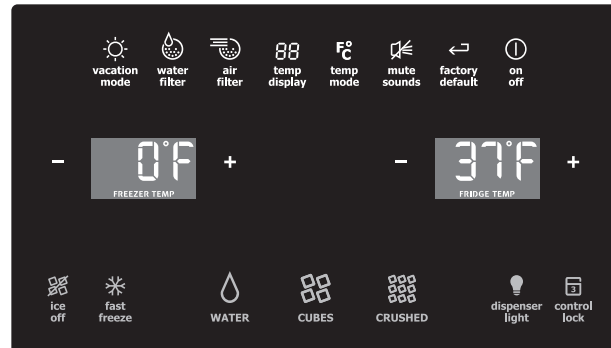 88 F°C
vacation mode
water filter
air filter
temp display
temp mode
mute sounds
factory default
on off
− 0°F +
FREEZER TEMP
− 37°F +
FRIDGE TEMP
3
ice off
fast freeze
WATER
CUBES
CRUSHED
dispenser light
control lock